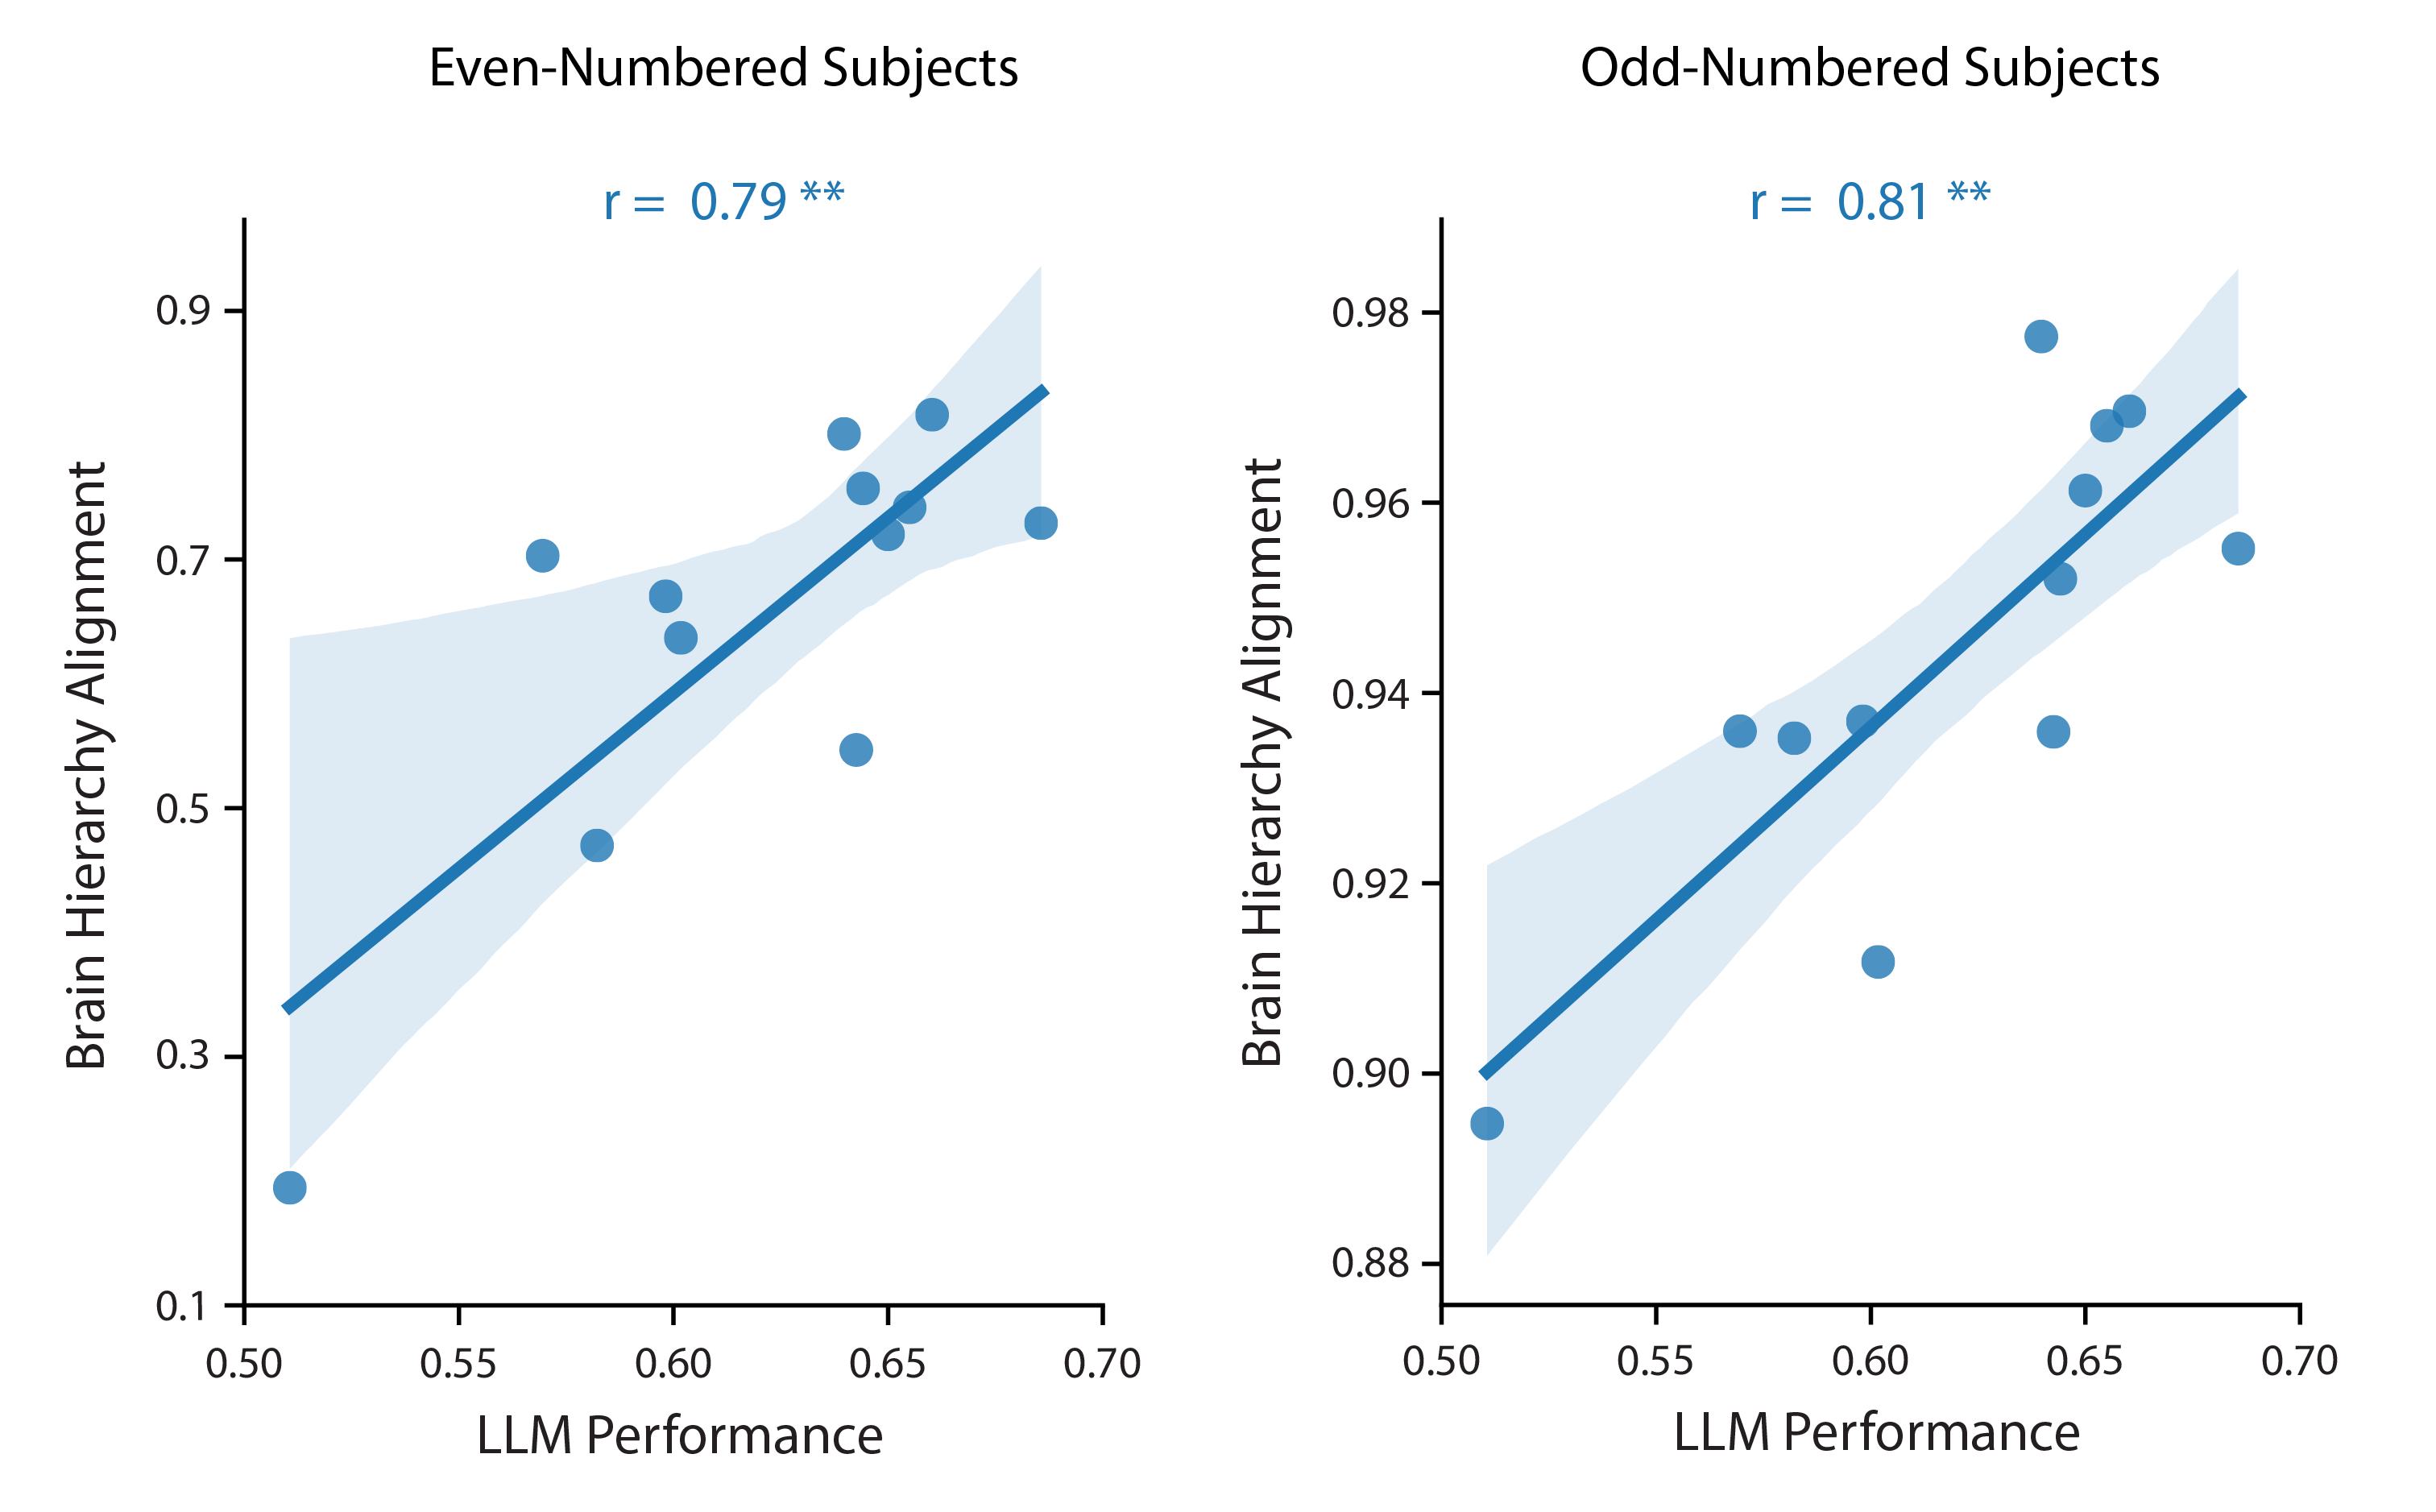 Even-Numbered Subjects
r = 0.79 **
Brain Hierarchy Alignment
0.9
0.7
0.5
0.3
0.1
0.50 0.55 0.60 0.65 0.70
LLM Performance
Odd-Numbered Subjects
r = 0.81 **
Brain Hierarchy Alignment
0.98
0.96
0.94
0.92
0.90
0.88
0.50 0.55 0.60 0.65 0.70
LLM Performance